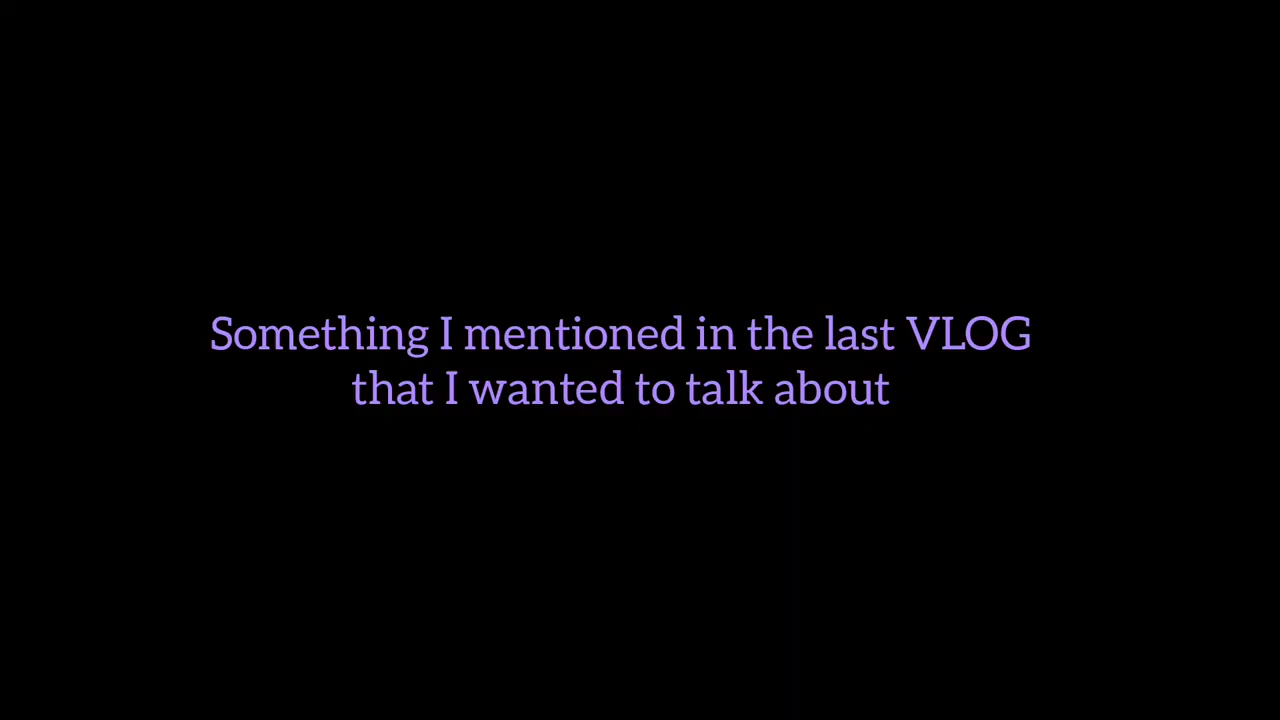 Something I mentioned in the last VLOG
that I wanted to talk about